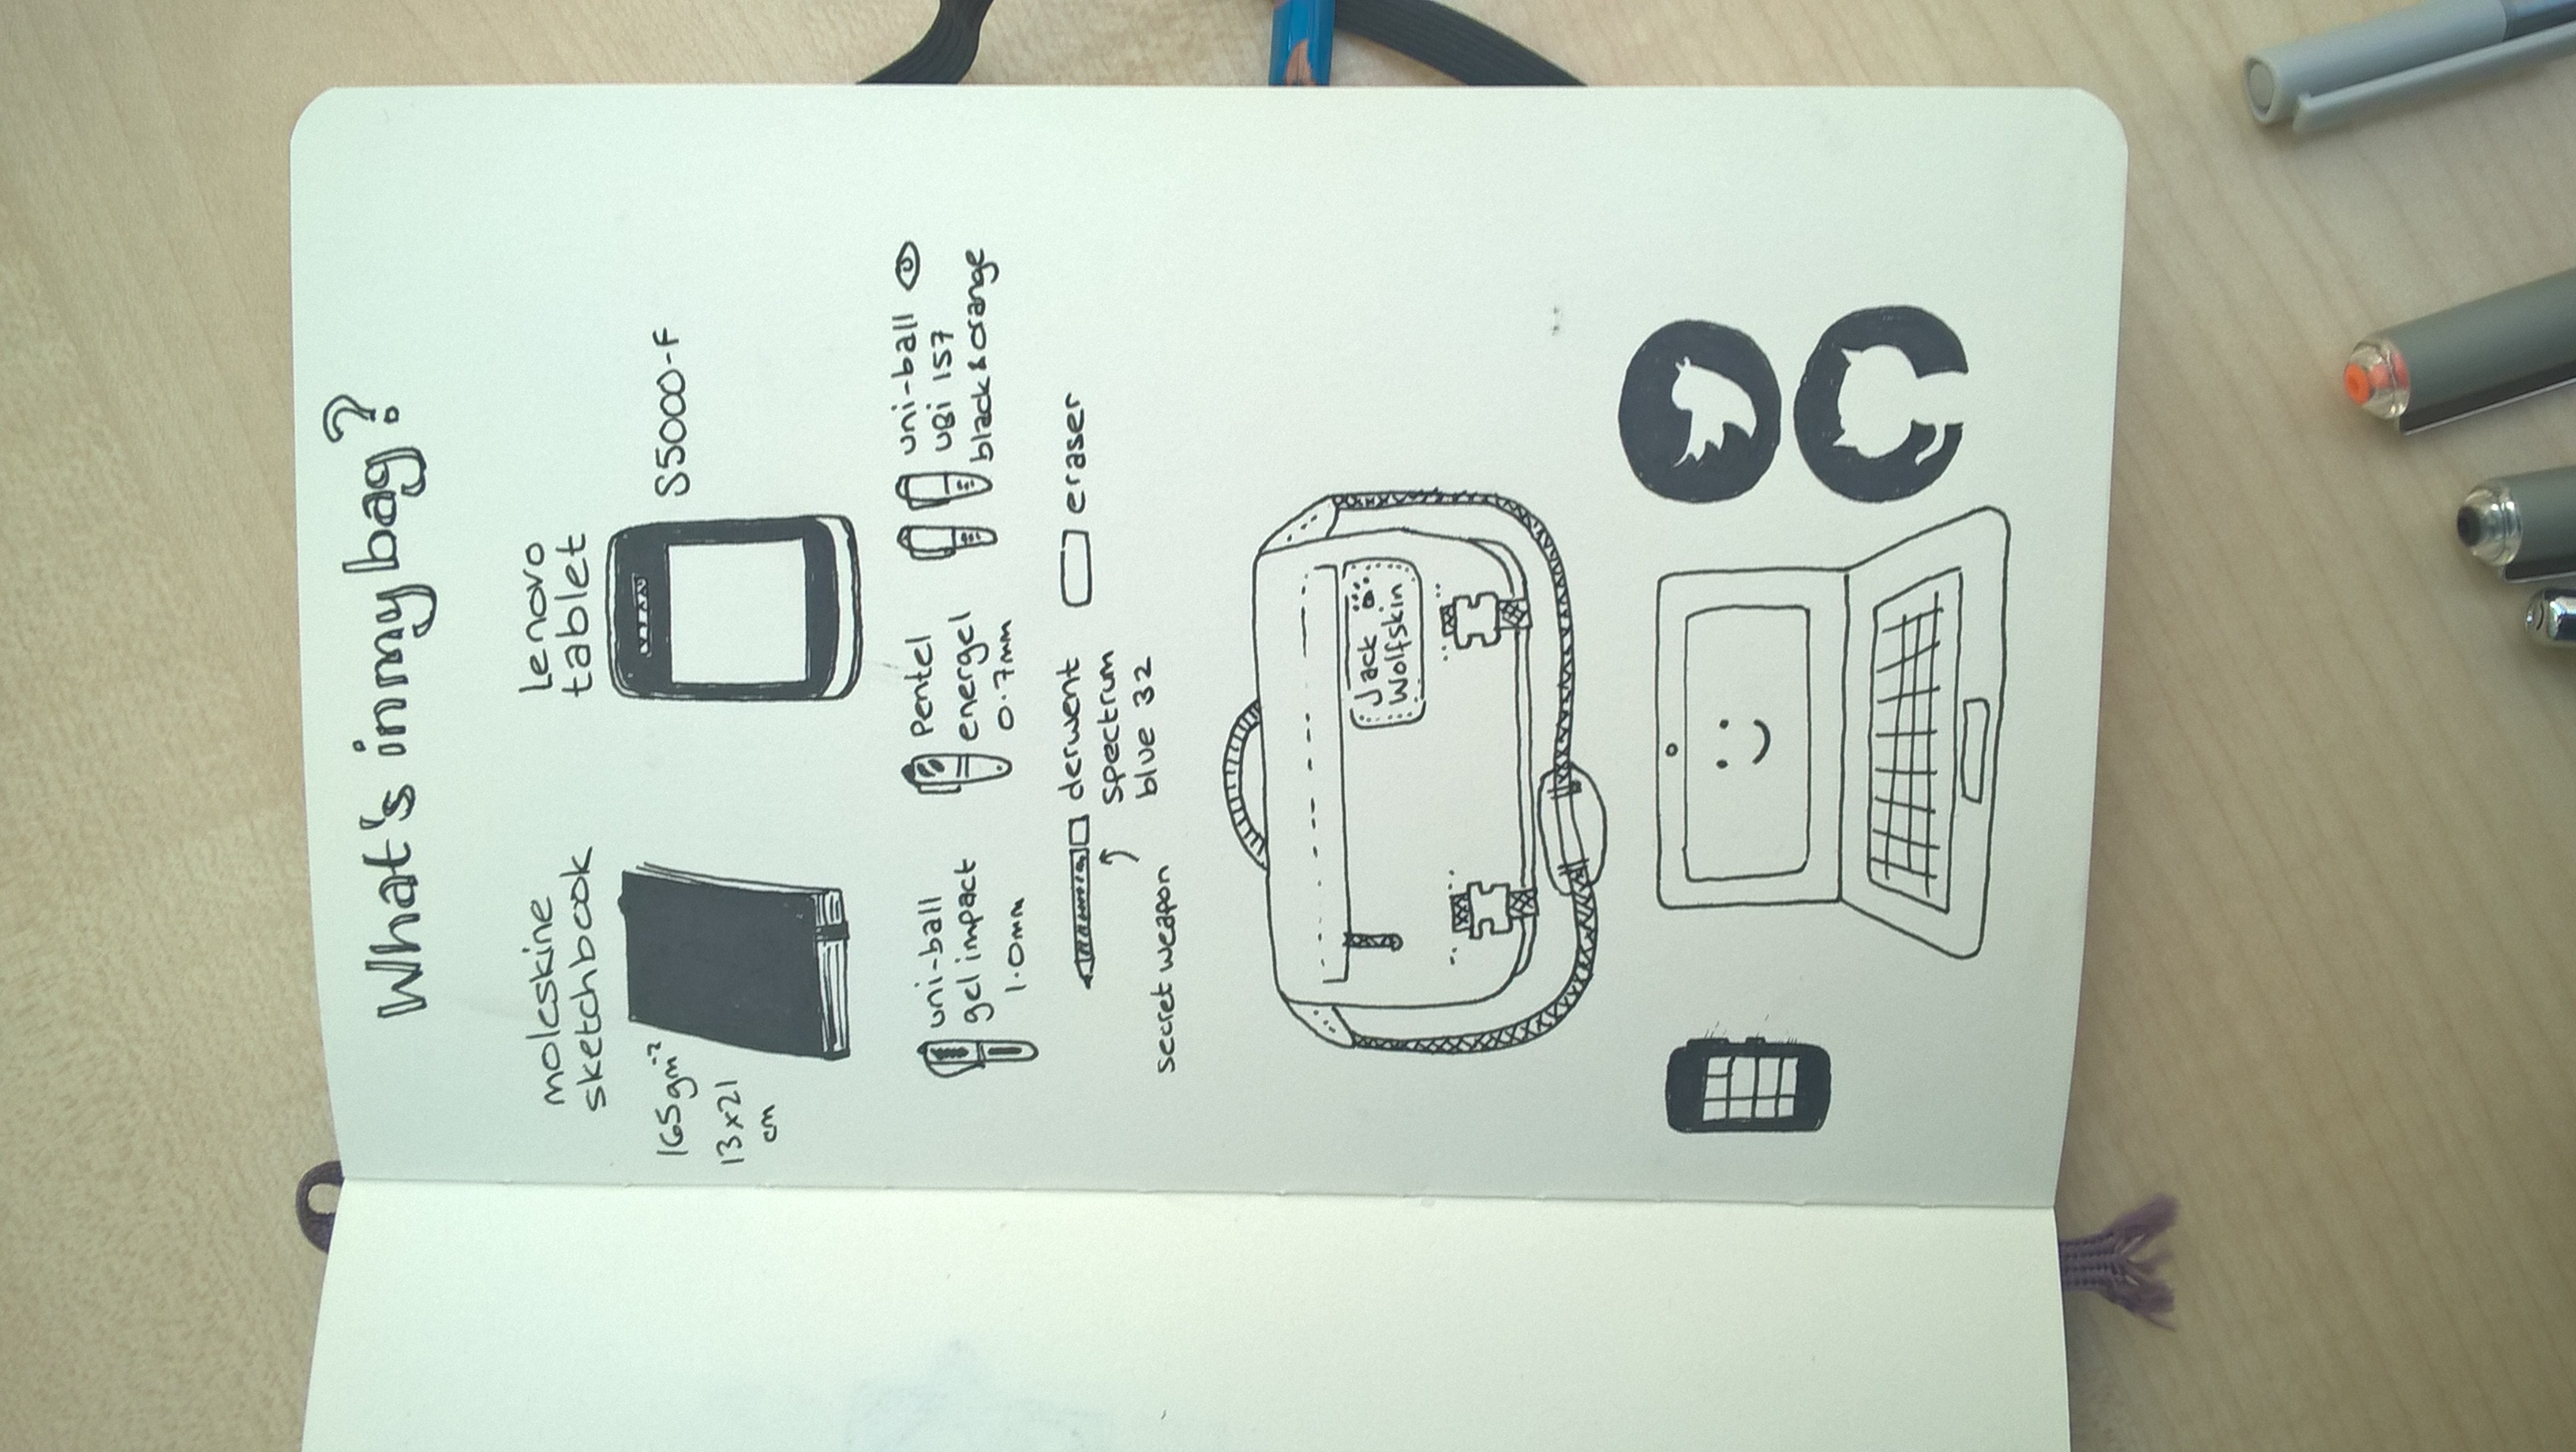 What's in my bag?
moleskine
sketchbook
165gm⁻²
13x21
cm
lenovo
tablet
S5000-F
uni-ball
gel impact
1.0mm
Pentel
energel
0.7mm
uni-ball
UBi 157
black & orange
derwent
spectrum
blue 32
secret weapon
eraser
Jack
Wolfskin